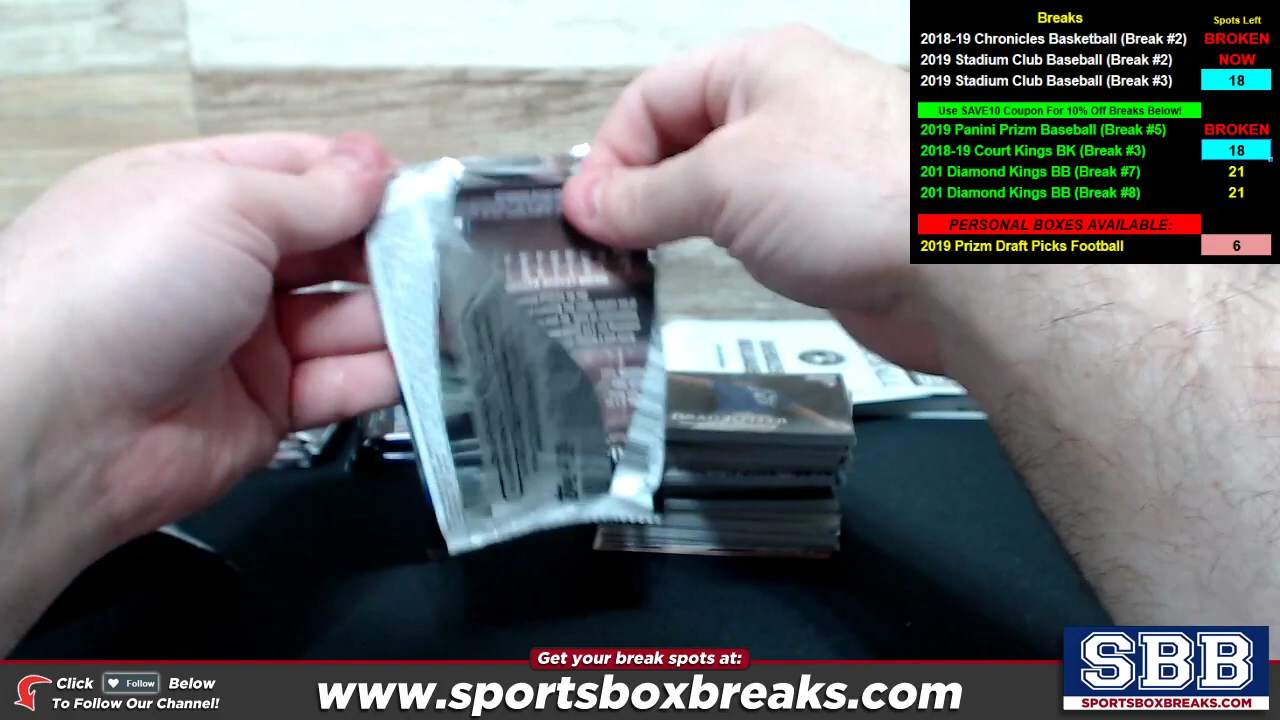 Breaks Spots Left
2018-19 Chronicles Basketball (Break #2) BROKEN
2019 Stadium Club Baseball (Break #2) NOW
2019 Stadium Club Baseball (Break #3) 18
Use SAVE10 Coupon For 10% Off Breaks Below!
2019 Panini Prizm Baseball (Break #5) BROKEN
2018-19 Court Kings BK (Break #3) 18
201 Diamond Kings BB (Break #7) 21
201 Diamond Kings BB (Break #8) 21
PERSONAL BOXES AVAILABLE:
2019 Prizm Draft Picks Football 6
Get your break spots at:
Click Follow Below
To Follow Our Channel!
www.sportsboxbreaks.com
SBB
SPORTSBOXBREAKS.COM